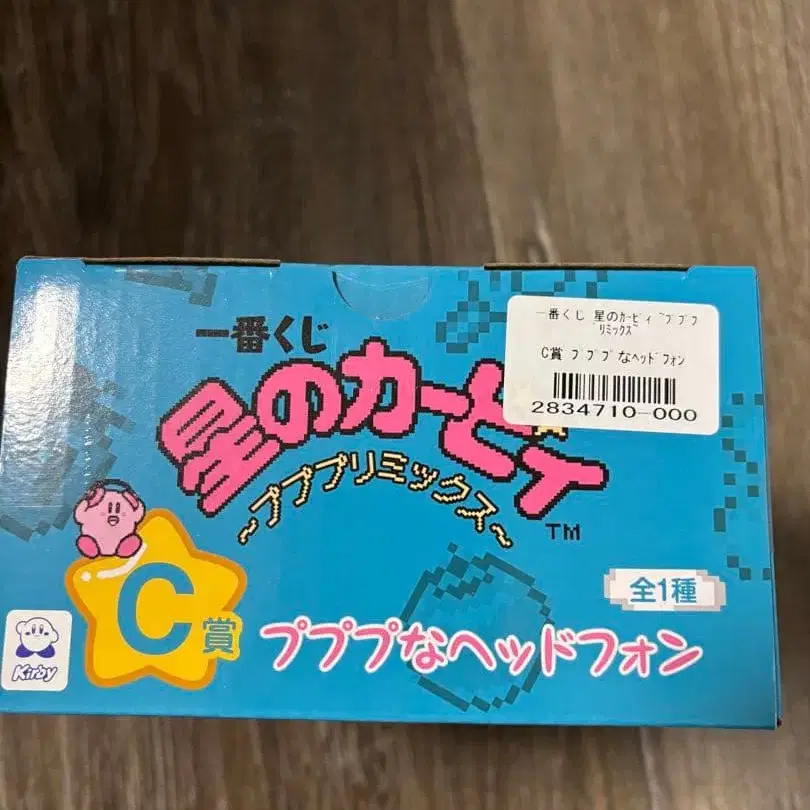 一番くじ
星のカービィ
~プププリミックス~
TM
一番くじ 星のｶｰﾋﾞｨ ~ﾌﾟﾌﾟﾌﾟ
ﾘﾐｯｸｽ~
C賞 ﾌﾟﾌﾟﾌﾟなﾍｯﾄﾞﾌｫﾝ
2834710-000
全1種
C賞
プププなヘッドフォン
Kirby